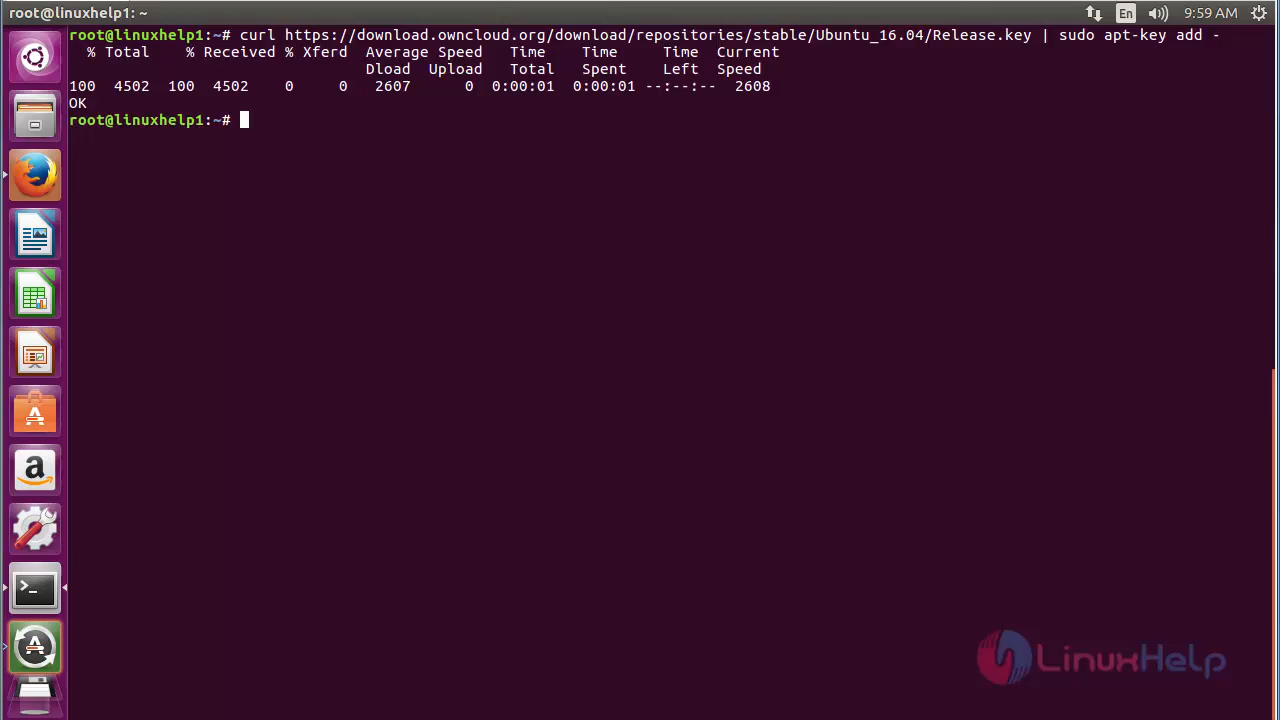 root@linuxhelp1: ~
En
9:59 AM
root@linuxhelp1:~# curl https://download.owncloud.org/download/repositories/stable/Ubuntu_16.04/Release.key | sudo apt-key add -
% Total % Received % Xferd Average Speed Time Time Time Current
Dload Upload Total Spent Left Speed
100 4502 100 4502 0 0 2607 0 0:00:01 0:00:01 --:--:-- 2608
OK
root@linuxhelp1:~#
LinuxHelp